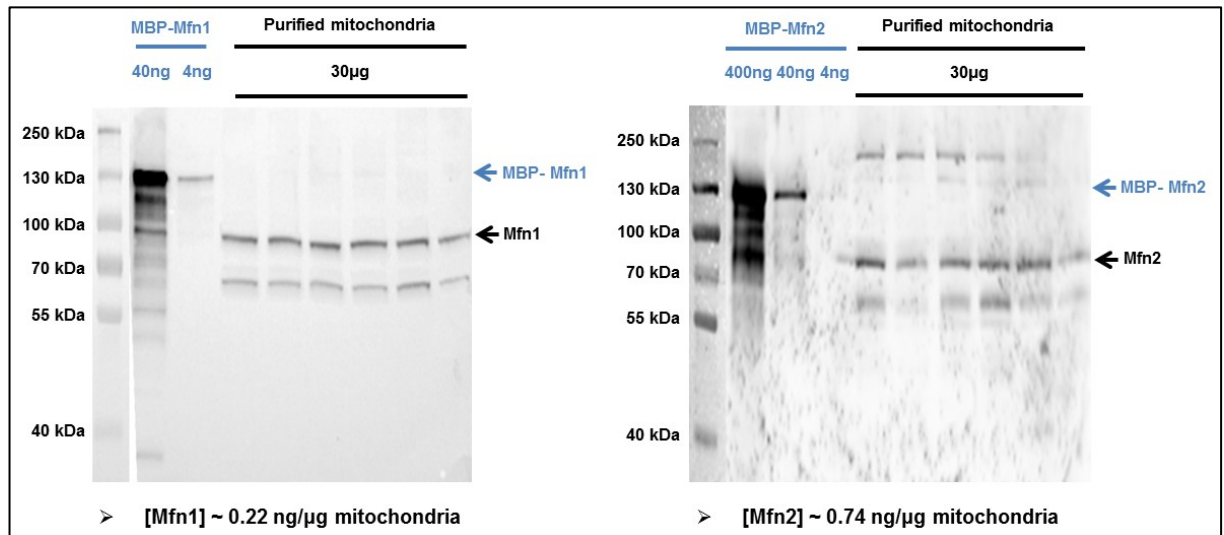 MBP-Mfn1
Purified mitochondria
40ng 4ng
30µg
250 kDa
130 kDa
100 kDa
70 kDa
55 kDa
40 kDa
MBP- Mfn1
Mfn1
➢ [Mfn1] ~ 0.22 ng/µg mitochondria
MBP-Mfn2
Purified mitochondria
400ng 40ng 4ng
30µg
250 kDa
130 kDa
100 kDa
70 kDa
55 kDa
40 kDa
MBP- Mfn2
Mfn2
➢ [Mfn2] ~ 0.74 ng/µg mitochondria